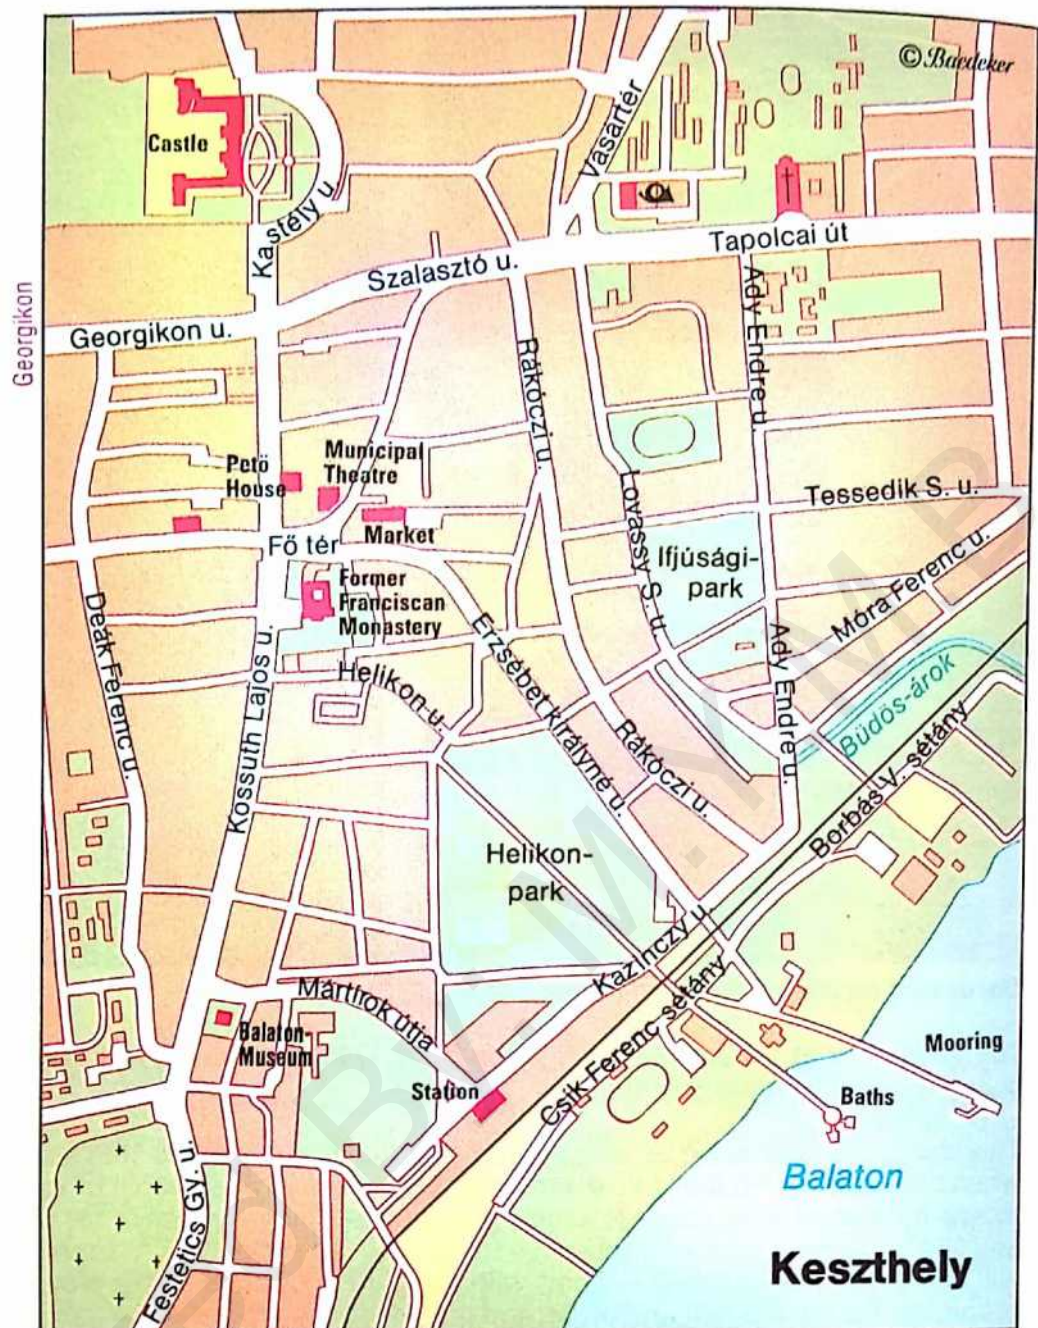 © Baedeker
Vásártér
Castle
Kastély u.
Tapolcai út
Szalasztó u.
Georgikon
Georgikon u.
Ady Endre u.
Rákóczi u.
Municipal
Theatre
Pető
House
Tessedik S. u.
Lovassy S. u.
Market
Fő tér
Ifjúsági-
park
Former
Franciscan
Monastery
Móra Ferenc u.
Deák Ferenc u.
Erzsébet királyné u.
Helikon u.
Kossuth Lajos u.
Ady Endre u.
Büdös-árok
Rákóczi u.
Borbás V. sétány
Helikon-
park
Kazinczy u.
Mártírok útja
Csik Ferenc sétány
Balaton-
Museum
Mooring
Station
Baths
Balaton
Festetics Gy. u.
Keszthely